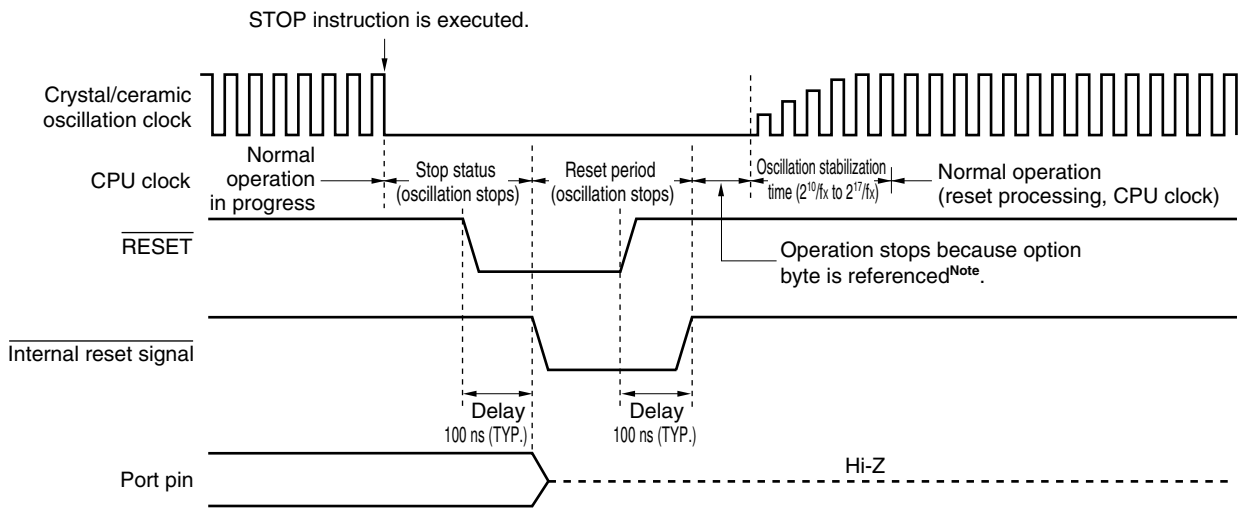 STOP instruction is executed.
Crystal/ceramic
oscillation clock
CPU clock
Normal
operation
in progress
Stop status
(oscillation stops)
Reset period
(oscillation stops)
Oscillation stabilization
time (2¹⁰/fx to 2¹⁷/fx)
Normal operation
(reset processing, CPU clock)
RESET
Operation stops because option
byte is referencedNote.
Internal reset signal
Delay
100 ns (TYP.)
Delay
100 ns (TYP.)
Port pin
Hi-Z